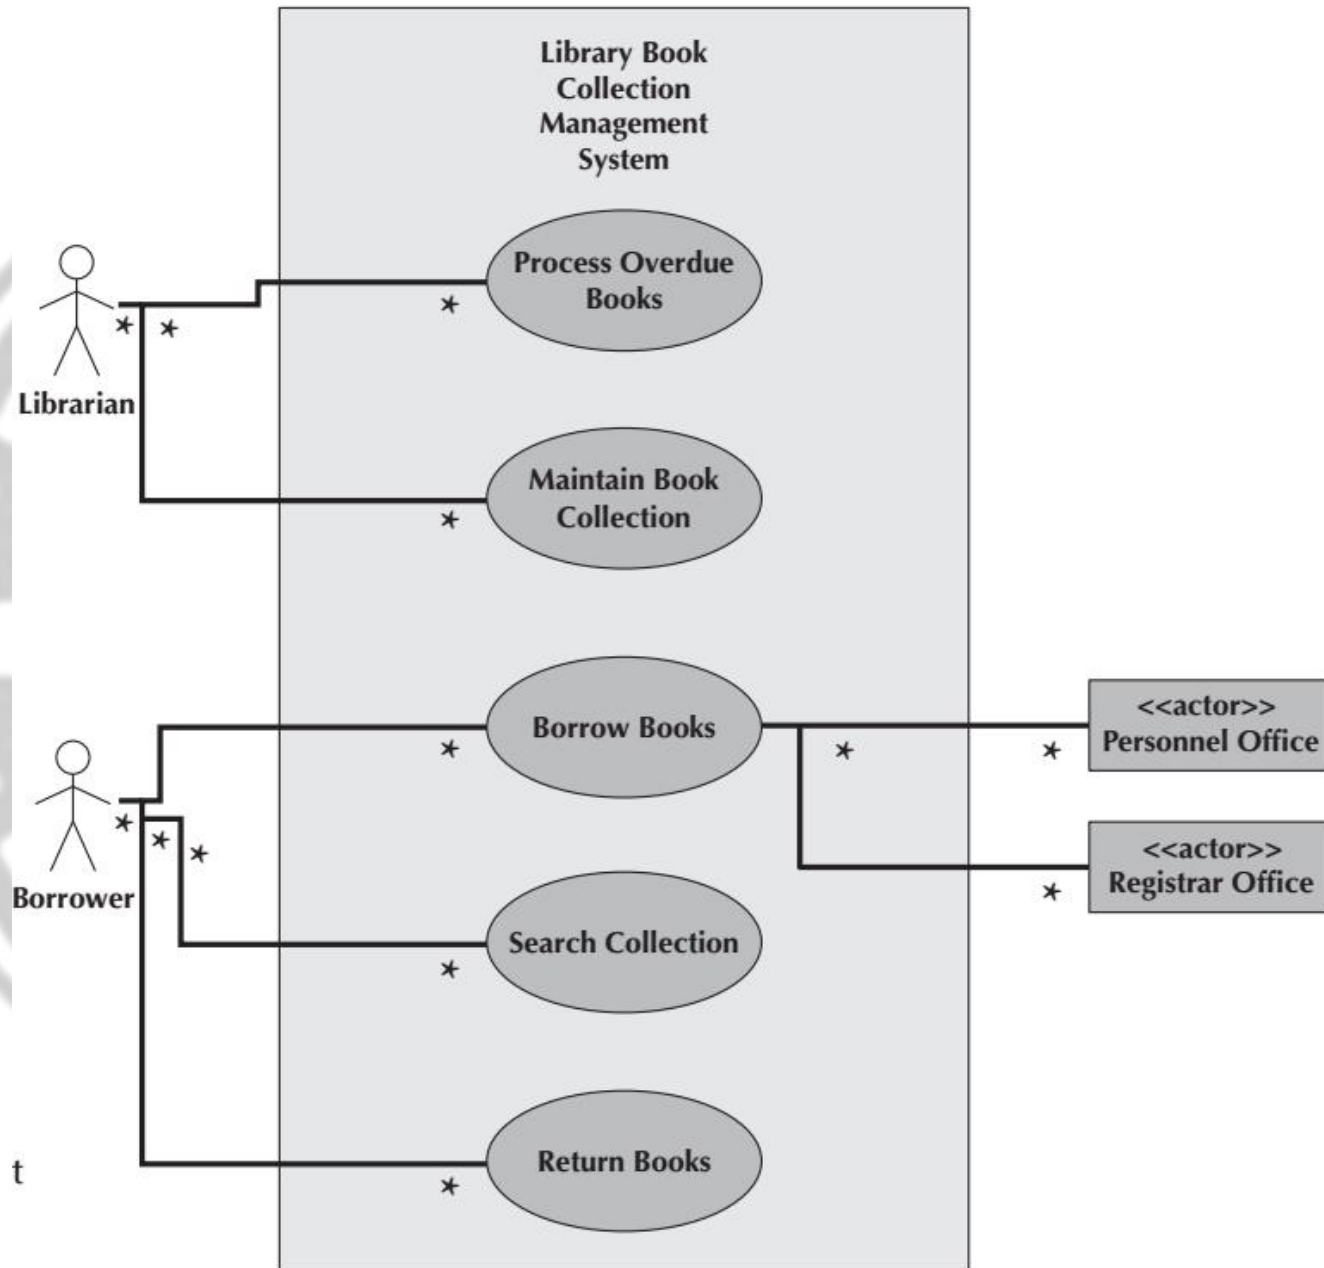 Library Book
Collection
Management
System
Process Overdue
Books
*
*
*
Librarian
Maintain Book
Collection
*
Borrow Books
*
*
*
<<actor>>
Personnel Office
*
*
*
Borrower
<<actor>>
Registrar Office
*
Search Collection
*
Return Books
*
t